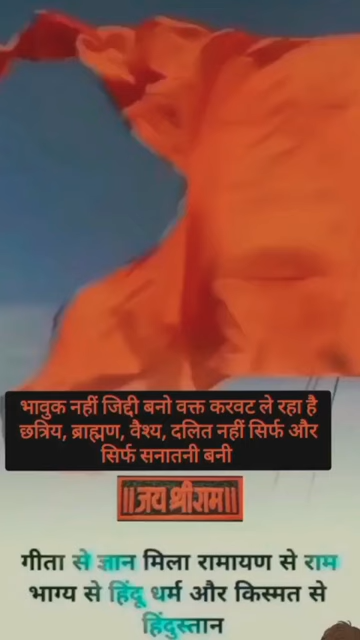 भावुक नहीं जिद्दी बनो वक्त करवट ले रहा है
छत्रिय, ब्राह्मण, वैश्य, दलित नहीं सिर्फ और
सिर्फ सनातनी बनी
॥जय श्रीराम॥
गीता से ज्ञान मिला रामायण से राम
भाग्य से हिंदू धर्म और किस्मत से
हिंदुस्तान